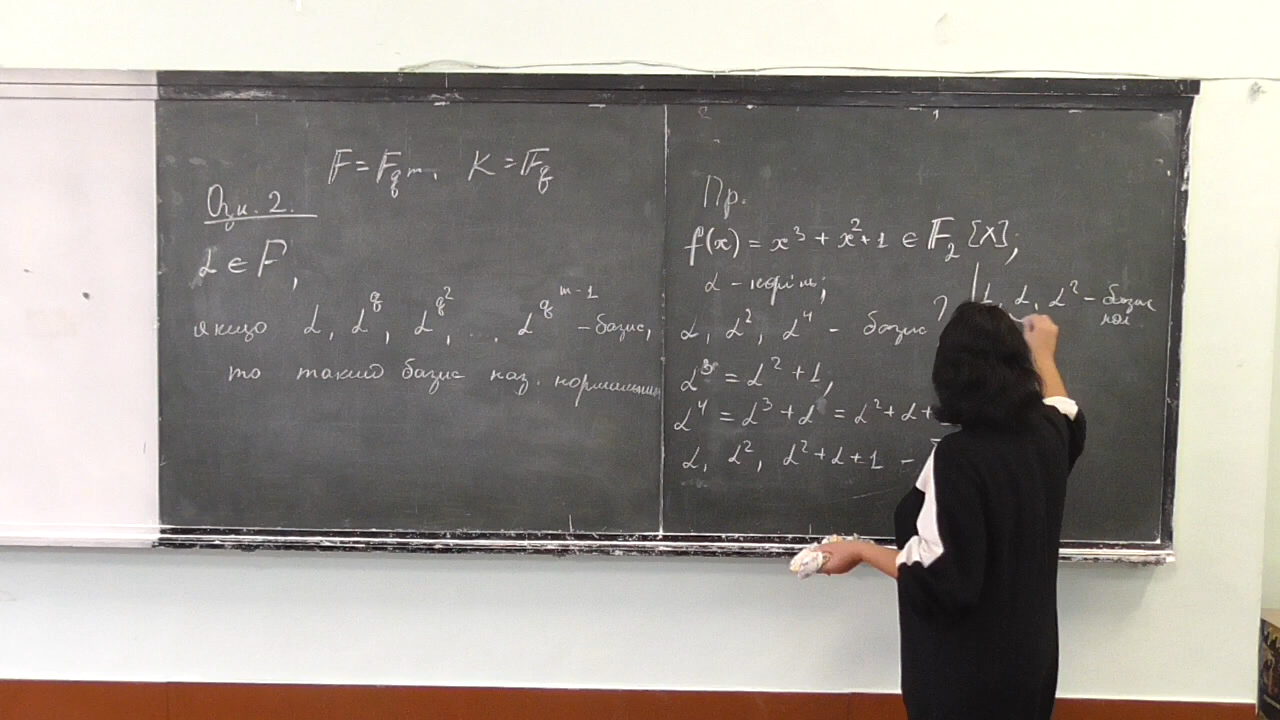 F = F_{q^m}, K = F_q
Озн. 2.
α ∈ F,
якщо α, α^q, α^{q^2}, ... α^{q^{m-1}} – базис,
то такий базис наз. нормальним
Пр.
f(x) = x^3 + x^2 + 1 ∈ F_2 [X];
α – корінь;
α, α^2, α^4 – базис ?
α^3 = α^2 + 1,
α^4 = α^3 + α = α^2 + α +
α, α^2, α^2 + α + 1 –
1, α, α^2 – базис